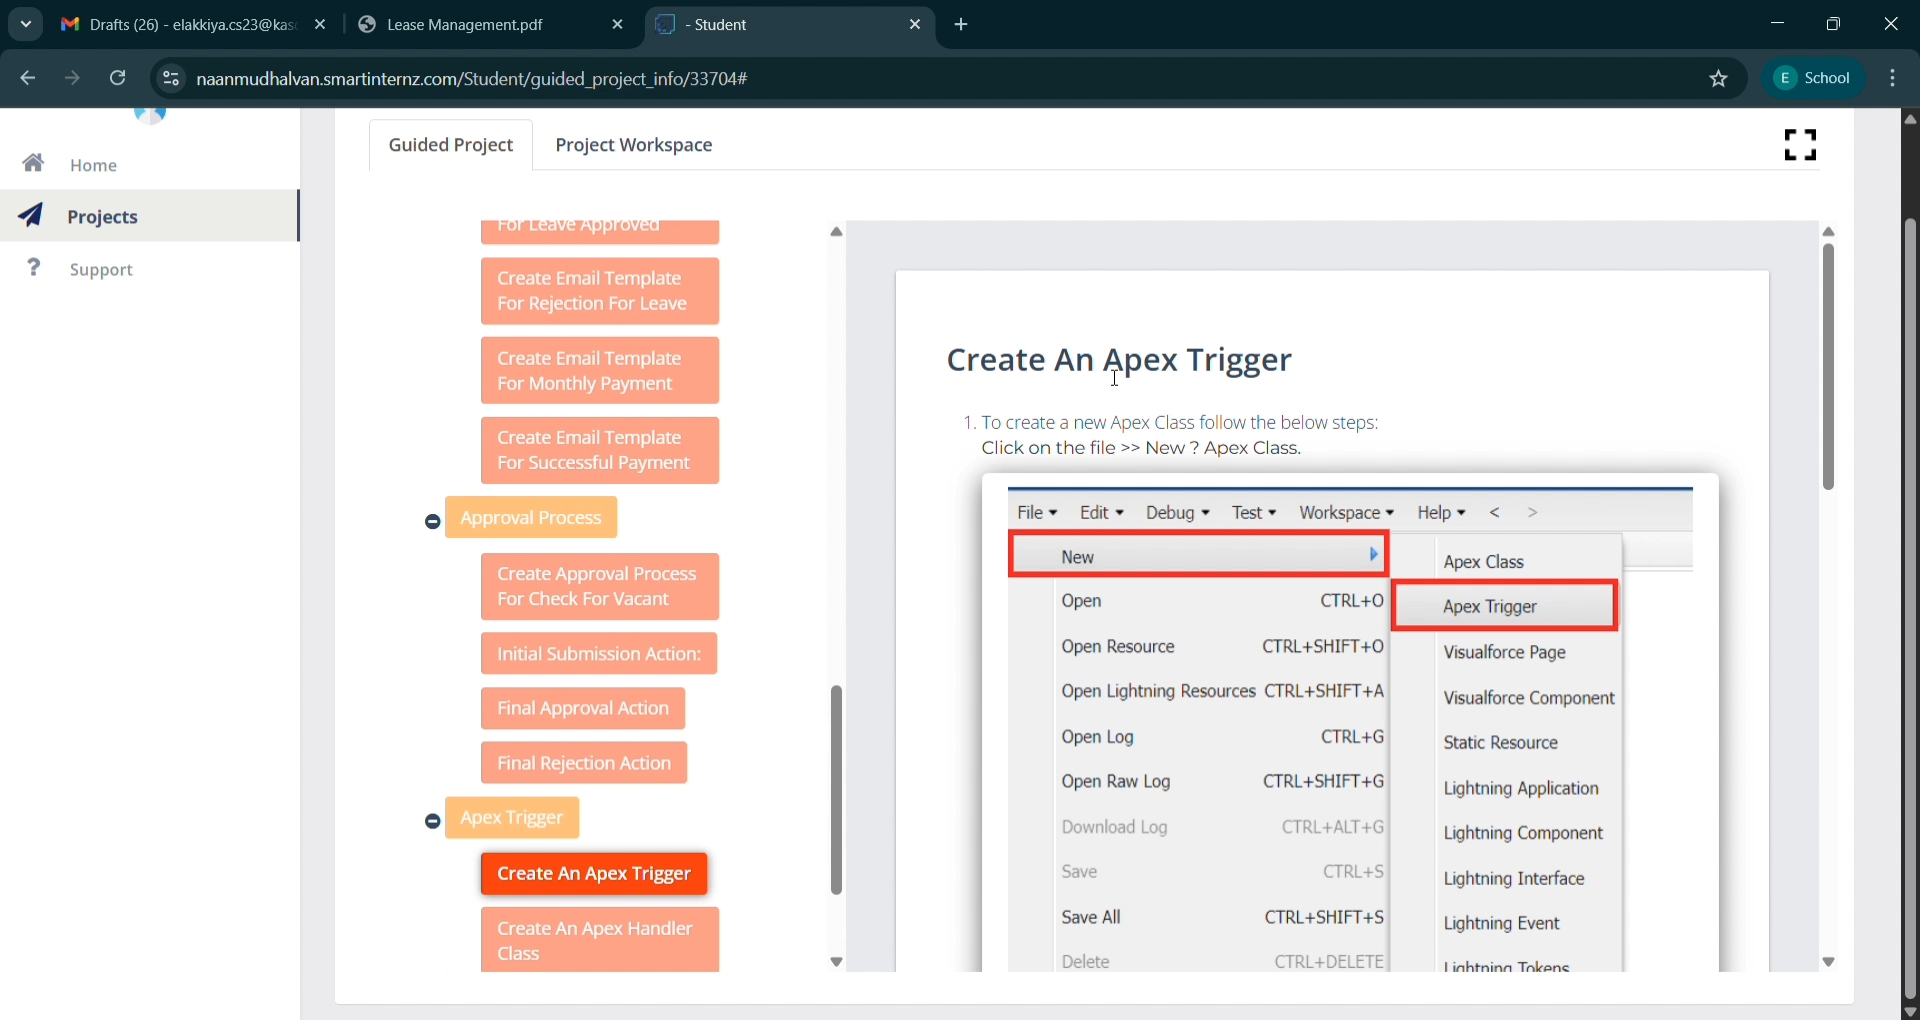 Drafts (26) - elakkiya.cs23@kas
Lease Management.pdf
- Student
naanmudhalvan.smartinternz.com/Student/guided_project_info/33704#
E School
Home
Projects
? Support
Guided Project
Project Workspace
For Leave Approved
Create Email Template
For Rejection For Leave
Create Email Template
For Monthly Payment
Create Email Template
For Successful Payment
Approval Process
Create Approval Process
For Check For Vacant
Initial Submission Action:
Final Approval Action
Final Rejection Action
Apex Trigger
Create An Apex Trigger
Create An Apex Handler
Class
Create An Apex Trigger
1. To create a new Apex Class follow the below steps:
Click on the file >> New ? Apex Class.
File Edit Debug Test Workspace Help < >
New
Open CTRL+O
Open Resource CTRL+SHIFT+O
Open Lightning Resources CTRL+SHIFT+A
Open Log CTRL+G
Open Raw Log CTRL+SHIFT+G
Download Log CTRL+ALT+G
Save CTRL+S
Save All CTRL+SHIFT+S
Delete CTRL+DELETE
Apex Class
Apex Trigger
Visualforce Page
Visualforce Component
Static Resource
Lightning Application
Lightning Component
Lightning Interface
Lightning Event
Lightning Tokens